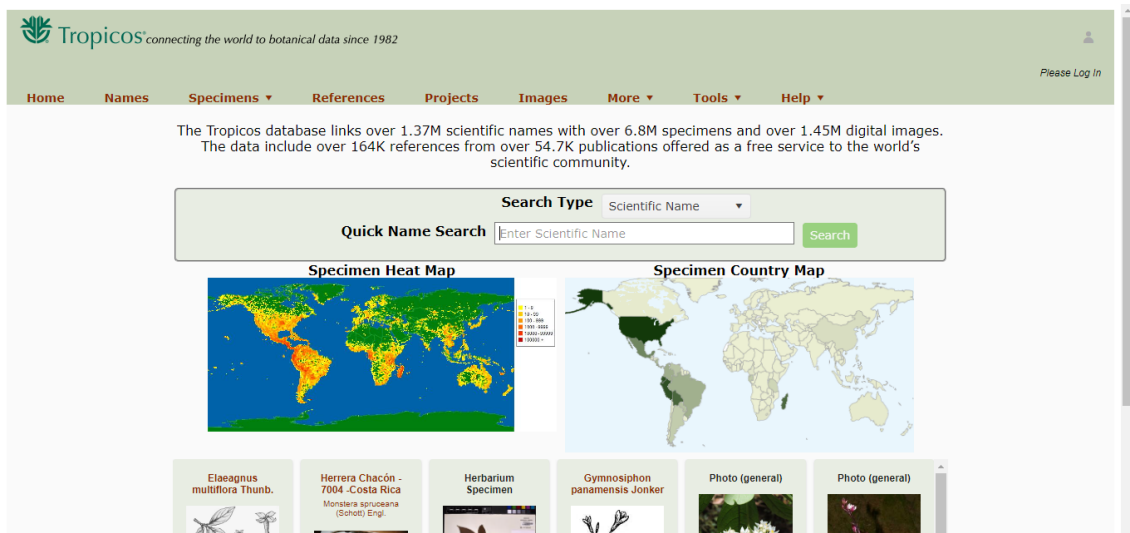 Tropicos® connecting the world to botanical data since 1982
Please Log In
Home Names Specimens ▼ References Projects Images More ▼ Tools ▼ Help ▼
The Tropicos database links over 1.37M scientific names with over 6.8M specimens and over 1.45M digital images.
The data include over 164K references from over 54.7K publications offered as a free service to the world's
scientific community.
Search Type Scientific Name ▼
Quick Name Search Enter Scientific Name Search
Specimen Heat Map
Specimen Country Map
Elaeagnus
multiflora Thunb.
Herrera Chacón -
7004 -Costa Rica
Monstera spruceana
(Schott) Engl.
Herbarium
Specimen
Gymnosiphon
panamensis Jonker
Photo (general)
Photo (general)